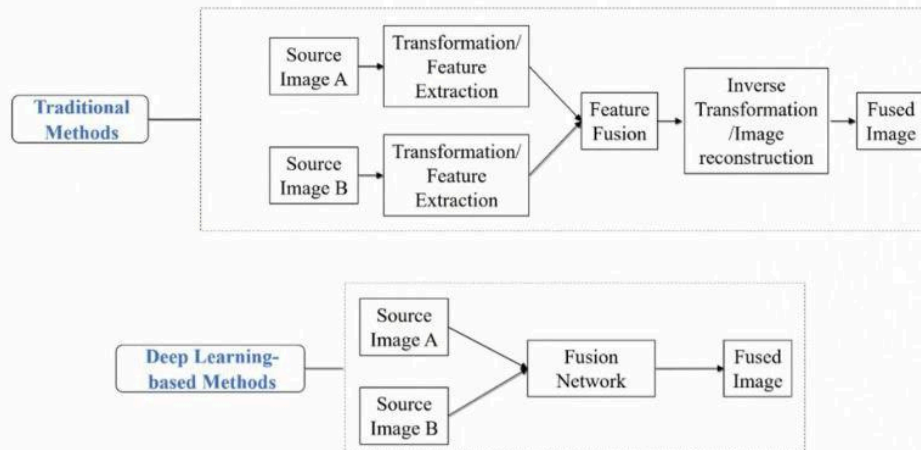 Traditional
Methods
Source
Image A
Transformation/
Feature
Extraction
Source
Image B
Transformation/
Feature
Extraction
Feature
Fusion
Inverse
Transformation
/Image
reconstruction
Fused
Image
Deep Learning-
based Methods
Source
Image A
Source
Image B
Fusion
Network
Fused
Image